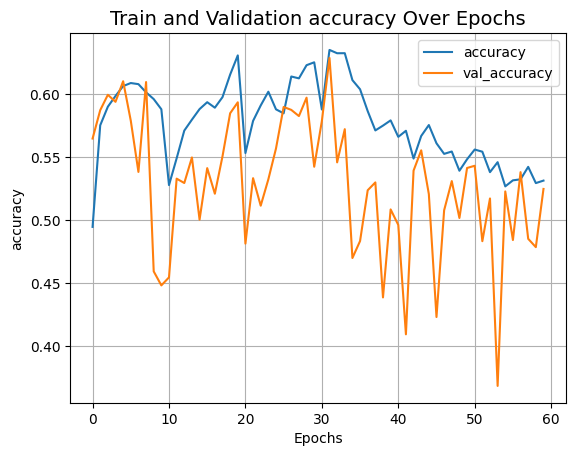 Train and Validation accuracy Over Epochs
accuracy
val_accuracy
0.60
0.55
0.50
0.45
0.40
accuracy
0
10
20
30
40
50
60
Epochs